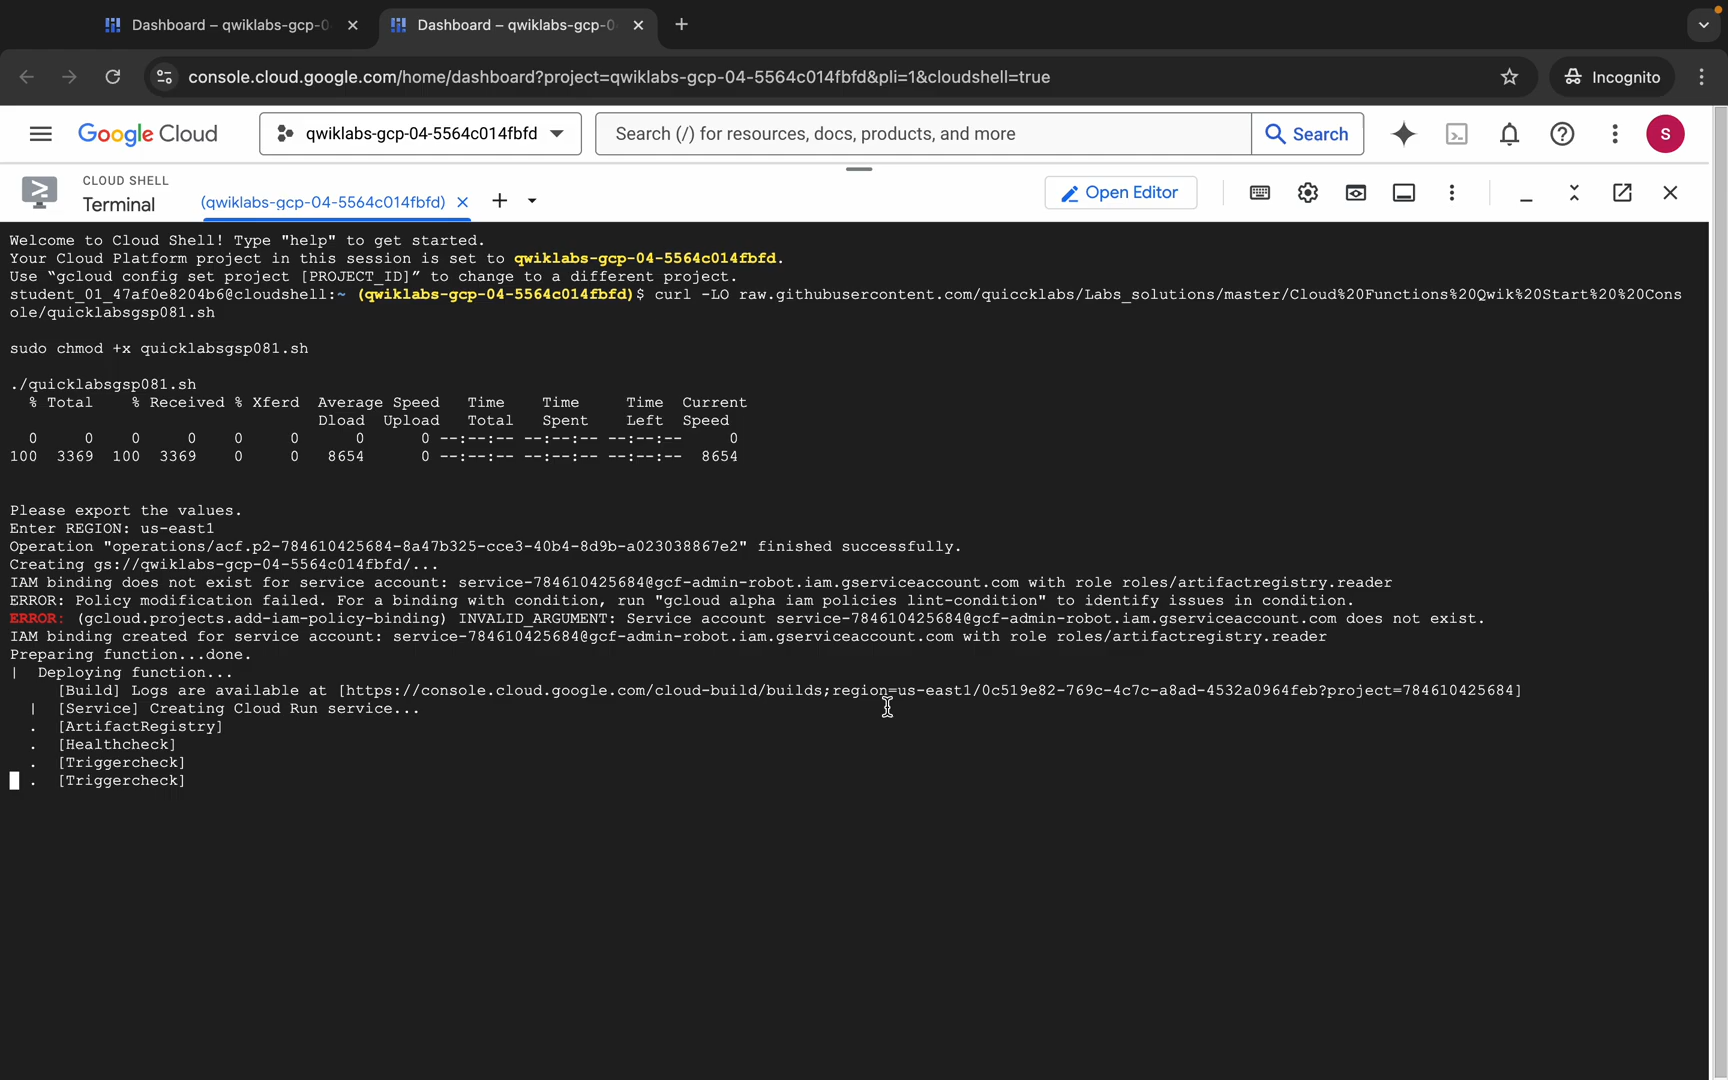 Dashboard – qwiklabs-gcp-0
Dashboard – qwiklabs-gcp-0
console.cloud.google.com/home/dashboard?project=qwiklabs-gcp-04-5564c014fbfd&pli=1&cloudshell=true
Incognito
Google Cloud
qwiklabs-gcp-04-5564c014fbfd
Search (/) for resources, docs, products, and more
Search
S
CLOUD SHELL
Terminal
(qwiklabs-gcp-04-5564c014fbfd)
Open Editor
Welcome to Cloud Shell! Type "help" to get started.
Your Cloud Platform project in this session is set to qwiklabs-gcp-04-5564c014fbfd.
Use “gcloud config set project [PROJECT_ID]” to change to a different project.
student_01_47af0e8204b6@cloudshell:~ (qwiklabs-gcp-04-5564c014fbfd)$ curl -LO raw.githubusercontent.com/quiccklabs/Labs_solutions/master/Cloud%20Functions%20Qwik%20Start%20%20Cons
ole/quicklabsgsp081.sh
sudo chmod +x quicklabsgsp081.sh
./quicklabsgsp081.sh
% Total % Received % Xferd Average Speed Time Time Time Current
Dload Upload Total Spent Left Speed
0 0 0 0 0 0 0 0 --:--:-- --:--:-- --:--:-- 0
100 3369 100 3369 0 0 8654 0 --:--:-- --:--:-- --:--:-- 8654
Please export the values.
Enter REGION: us-east1
Operation "operations/acf.p2-784610425684-8a47b325-cce3-40b4-8d9b-a023038867e2" finished successfully.
Creating gs://qwiklabs-gcp-04-5564c014fbfd/...
IAM binding does not exist for service account: service-784610425684@gcf-admin-robot.iam.gserviceaccount.com with role roles/artifactregistry.reader
ERROR: Policy modification failed. For a binding with condition, run "gcloud alpha iam policies lint-condition" to identify issues in condition.
ERROR: (gcloud.projects.add-iam-policy-binding) INVALID_ARGUMENT: Service account service-784610425684@gcf-admin-robot.iam.gserviceaccount.com does not exist.
IAM binding created for service account: service-784610425684@gcf-admin-robot.iam.gserviceaccount.com with role roles/artifactregistry.reader
Preparing function...done.
| Deploying function...
[Build] Logs are available at [https://console.cloud.google.com/cloud-build/builds;region=us-east1/0c519e82-769c-4c7c-a8ad-4532a0964feb?project=784610425684]
| [Service] Creating Cloud Run service...
. [ArtifactRegistry]
. [Healthcheck]
. [Triggercheck]
. [Triggercheck]